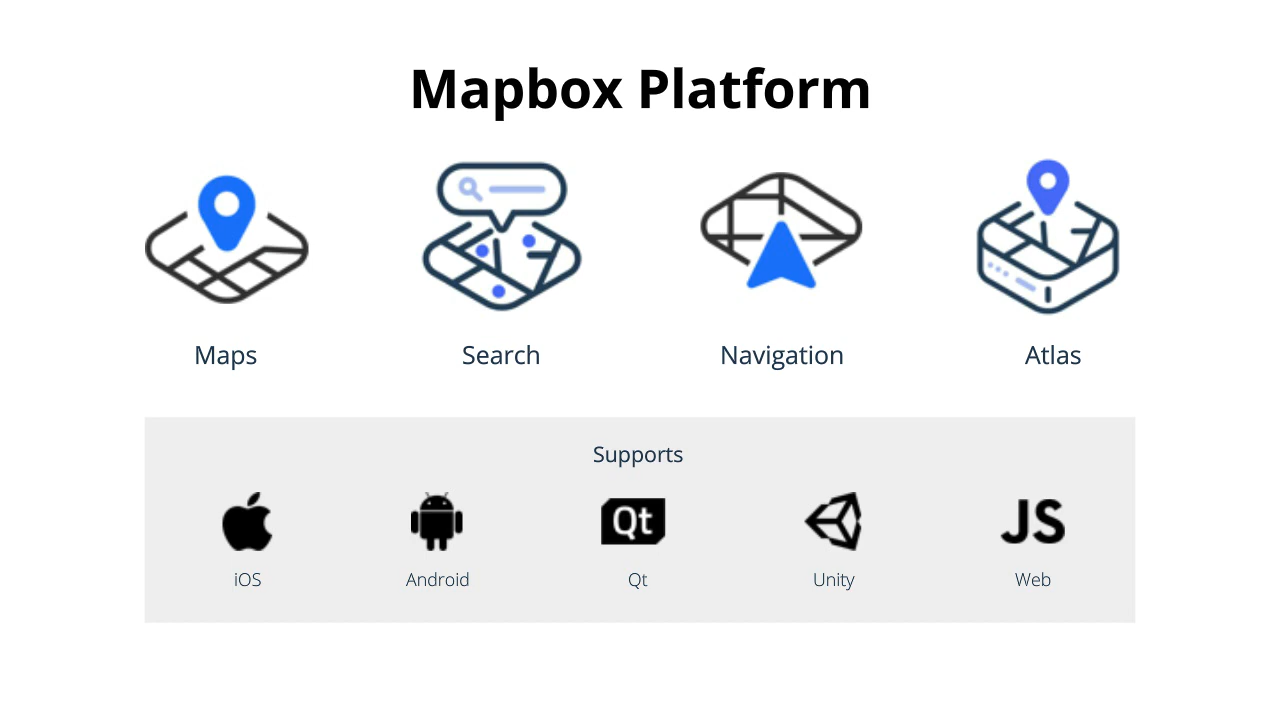 Mapbox Platform
Maps
Search
Navigation
Atlas
Supports
Qt
JS
iOS
Android
Qt
Unity
Web